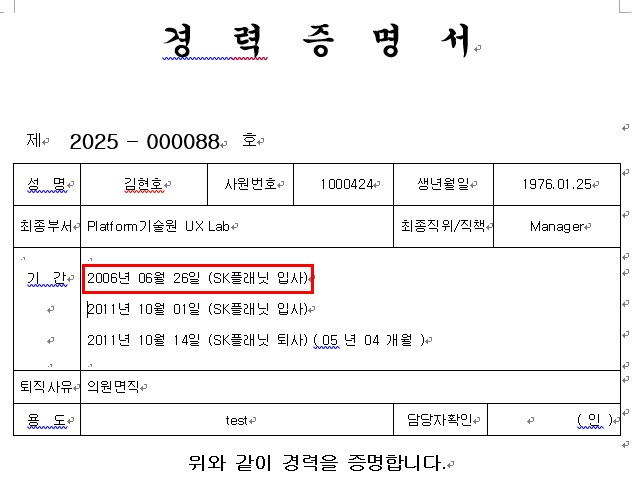 경 력 증 명 서
제 2025 - 000088 호
성 명 김현호 사원번호 1000424 생년월일 1976.01.25
최종부서 Platform기술원 UX Lab 최종직위/직책 Manager
기 간 2006년 06월 26일 (SK플래닛 입사)
2011년 10월 01일 (SK플래닛 입사)
2011년 10월 14일 (SK플래닛 퇴사) ( 05 년 04 개월 )
퇴직사유 의원면직
용 도 test 담당자확인 ( 인 )
위와 같이 경력을 증명합니다.